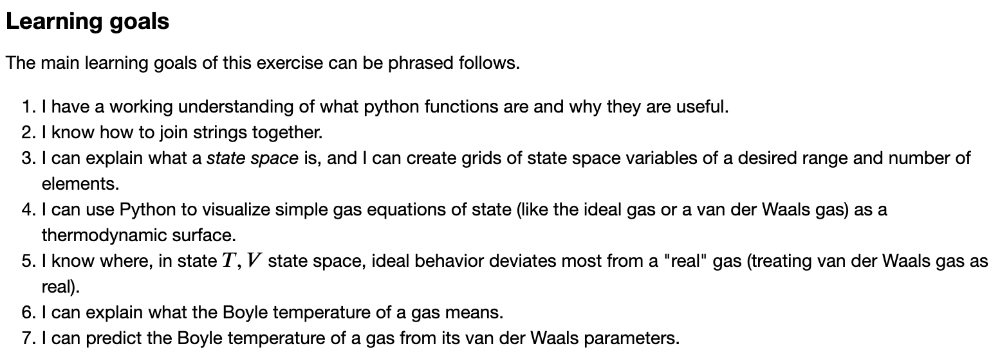 Learning goals
The main learning goals of this exercise can be phrased follows.
1. I have a working understanding of what python functions are and why they are useful.
2. I know how to join strings together.
3. I can explain what a state space is, and I can create grids of state space variables of a desired range and number of
elements.
4. I can use Python to visualize simple gas equations of state (like the ideal gas or a van der Waals gas) as a
thermodynamic surface.
5. I know where, in state T, V state space, ideal behavior deviates most from a "real" gas (treating van der Waals gas as
real).
6. I can explain what the Boyle temperature of a gas means.
7. I can predict the Boyle temperature of a gas from its van der Waals parameters.